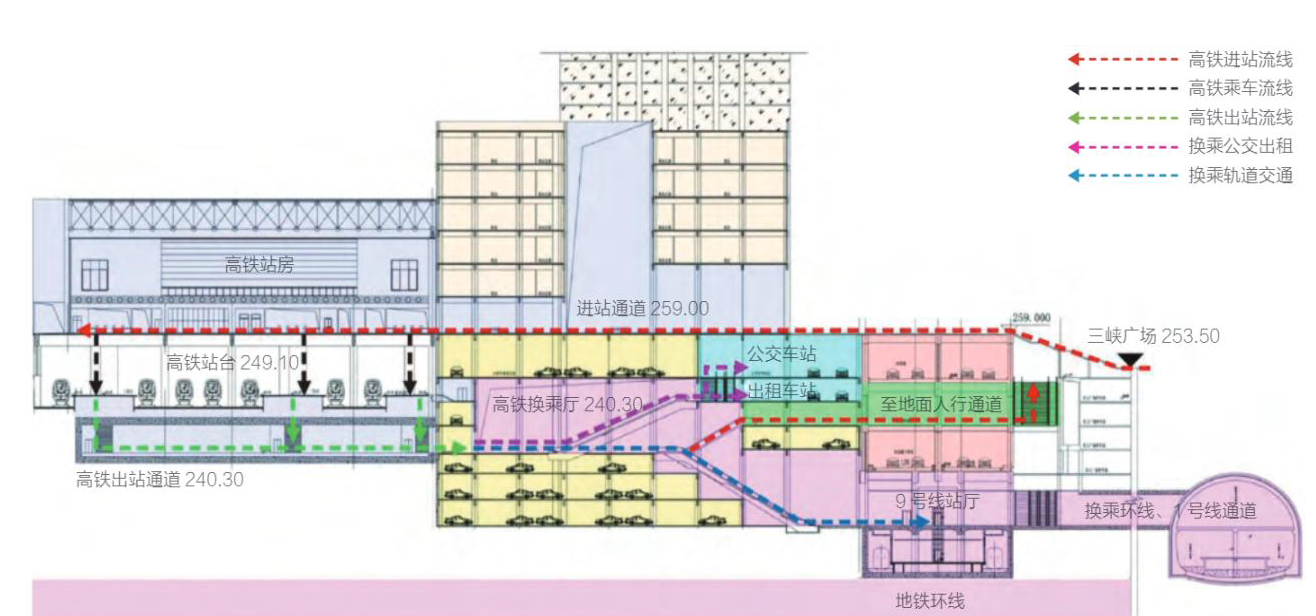 高铁进站流线
高铁乘车流线
高铁出站流线
换乘公交出租
换乘轨道交通
高铁站房
进站通道 259.00
259.000
三峡广场 253.50
高铁站台 249.10
公交车站
出租车站
高铁换乘厅 240.30
至地面人行通道
高铁出站通道 240.30
9 号线站厅
换乘环线、1 号线通道
地铁环线